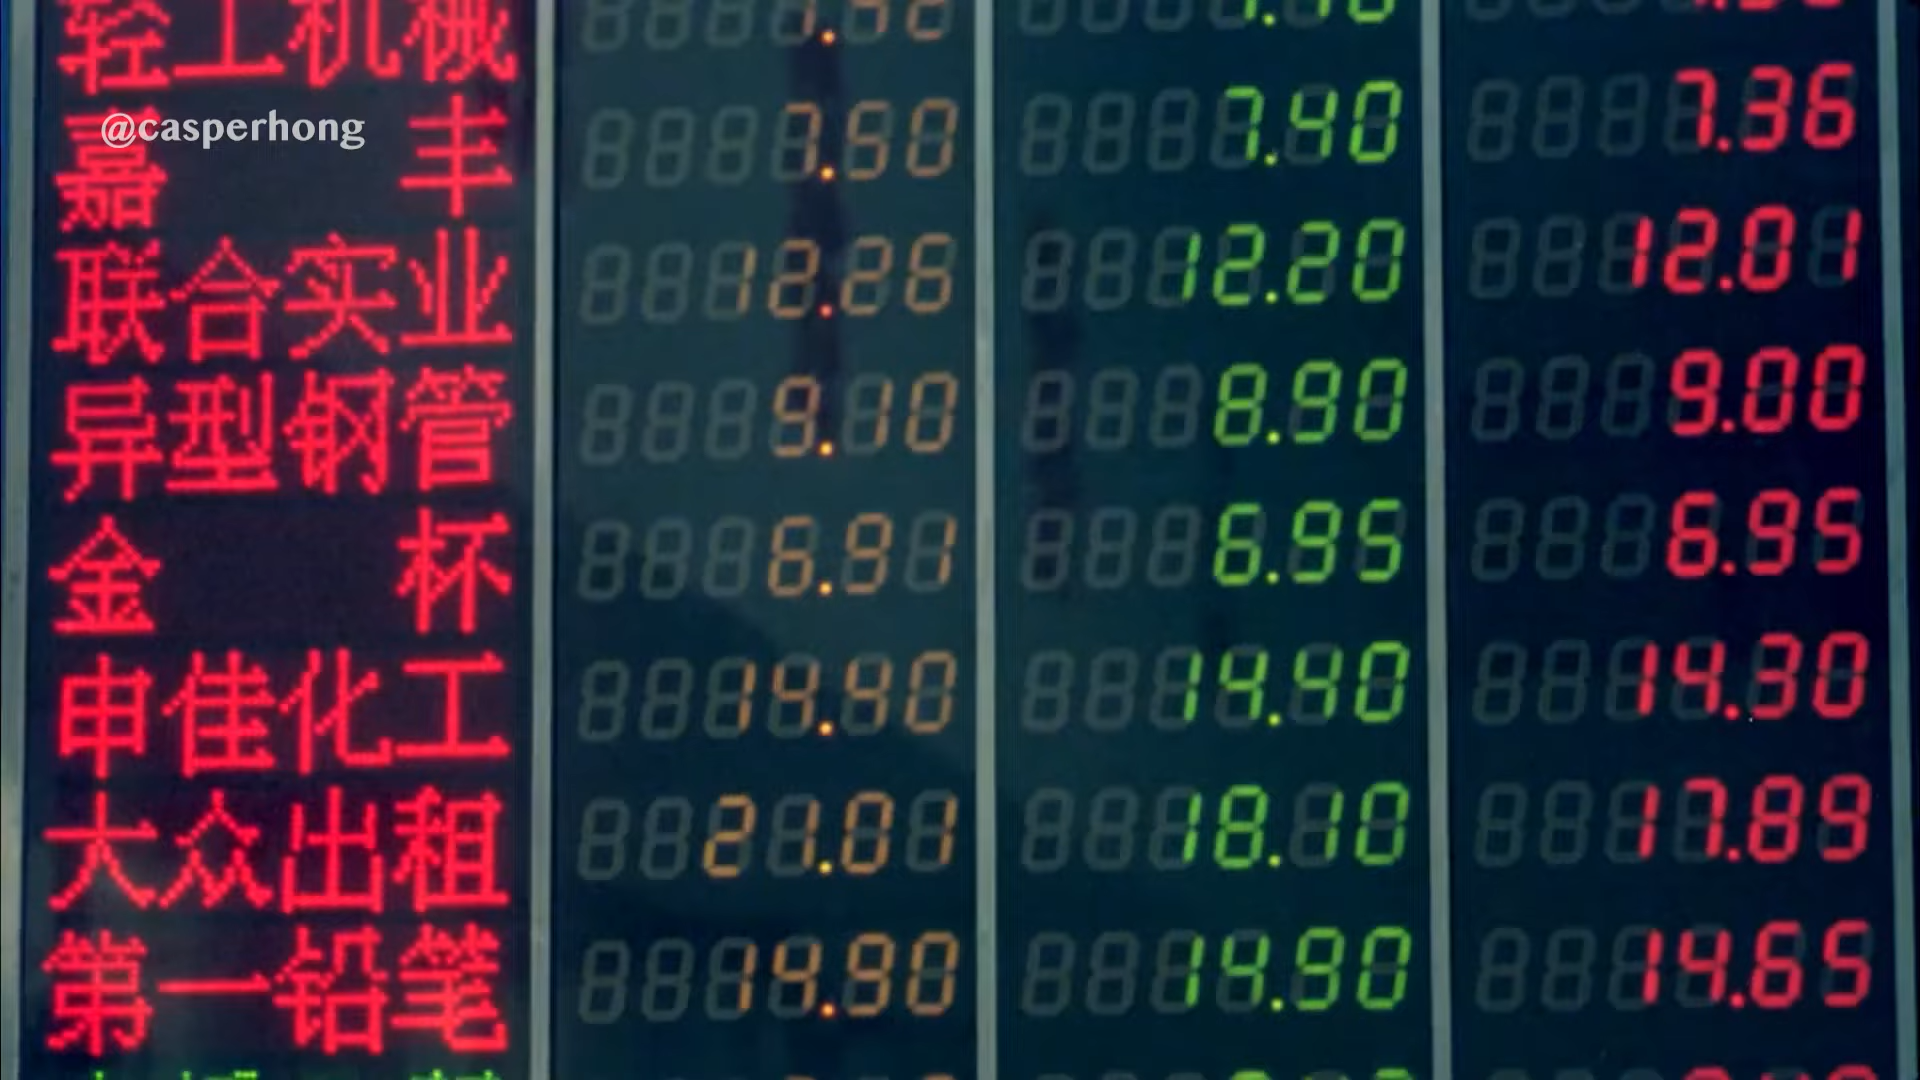 轻工机械
@casperhong
嘉丰 7.50 7.40 7.36
联合实业 12.26 12.20 12.01
异型钢管 9.10 8.90 9.00
金杯 6.91 6.95 6.95
申佳化工 14.40 14.40 14.30
大众出租 21.01 18.10 17.89
第一铅笔 14.90 14.90 14.65